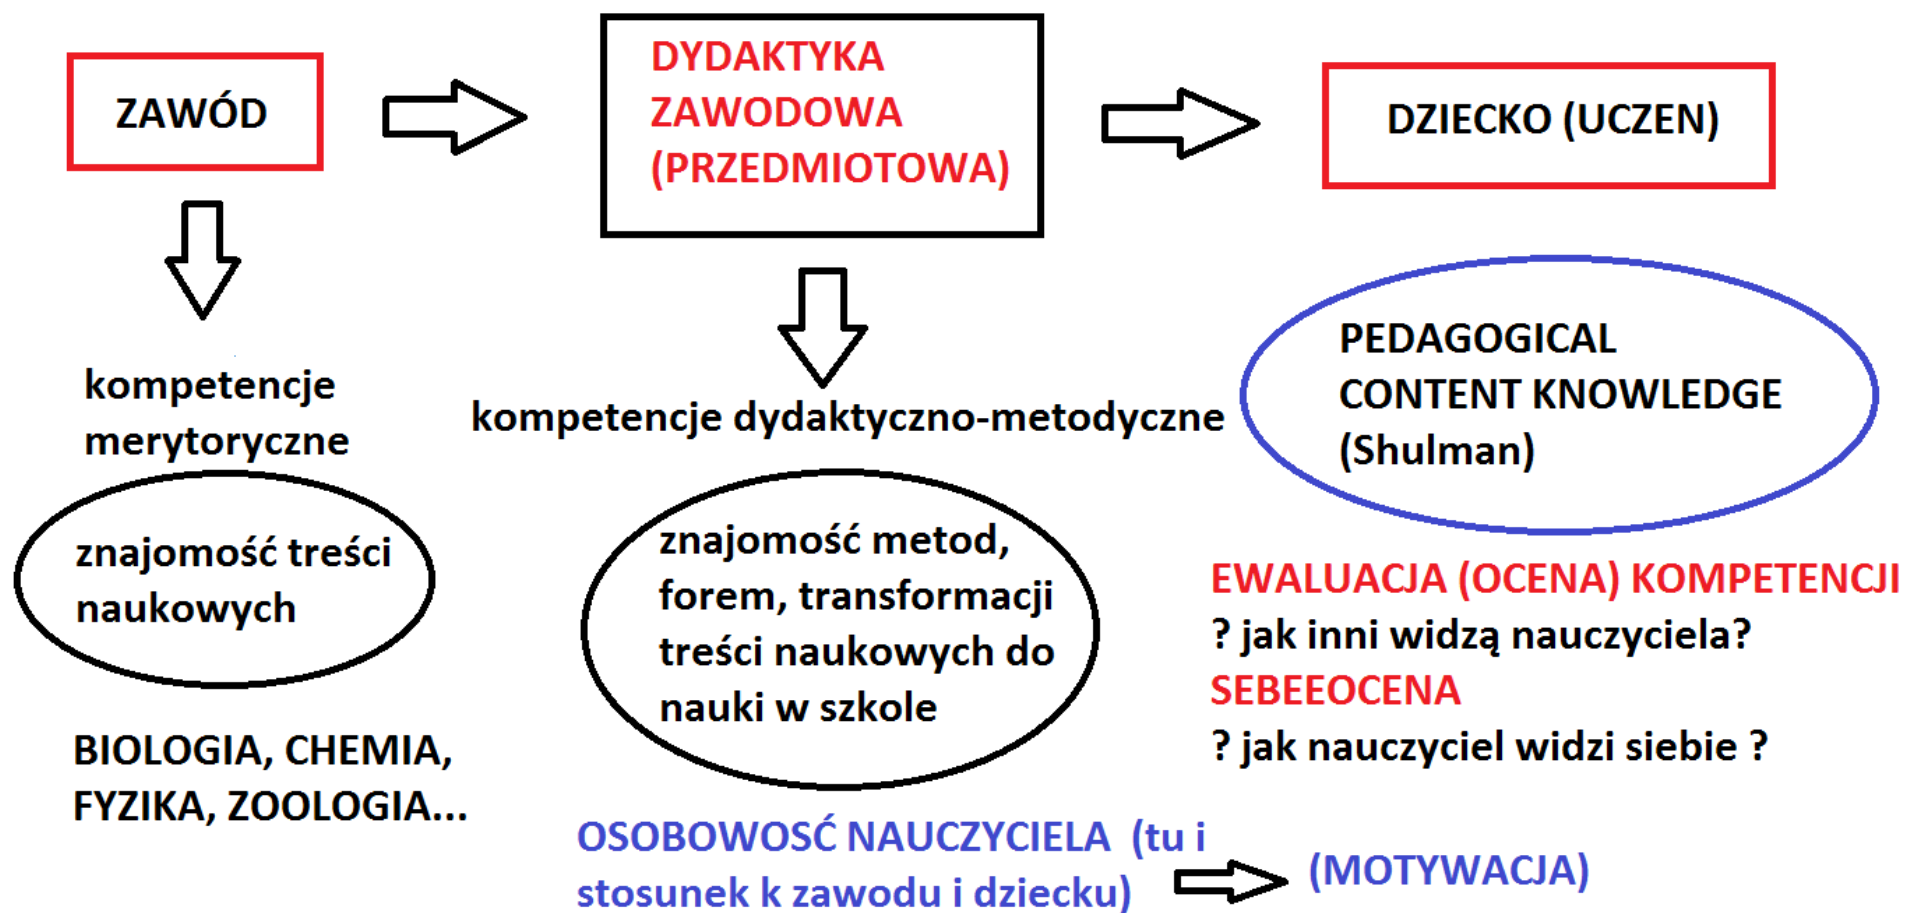 ZAWÓD
DYDAKTYKA
ZAWODOWA
(PRZEDMIOTOWA)
DZIECKO (UCZEN)
kompetencje
merytoryczne
znajomość treści
naukowych
BIOLOGIA, CHEMIA,
FYZIKA, ZOOLOGIA...
kompetencje dydaktyczno-metodyczne
znajomość metod,
forem, transformacji
treści naukowych do
nauki w szkole
PEDAGOGICAL
CONTENT KNOWLEDGE
(Shulman)
EWALUACJA (OCENA) KOMPETENCJI
? jak inni widzą nauczyciela?
SEBEEOCENA
? jak nauczyciel widzi siebie ?
OSOBOWOSĆ NAUCZYCIELA (tu i
stosunek k zawodu i dziecku)
(MOTYWACJA)